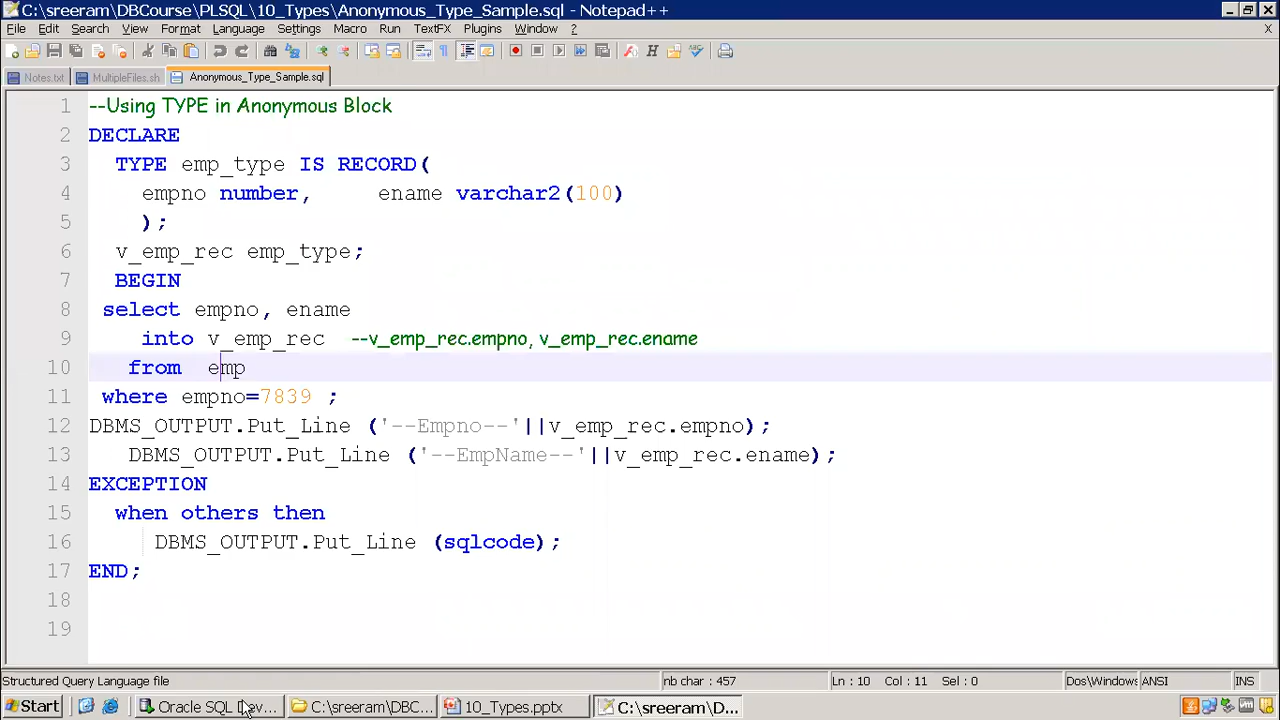 C:\sreeram\DBCourse\PLSQL\10_Types\Anonymous_Type_Sample.sql - Notepad++
File Edit Search View Format Language Settings Macro Run TextFX Plugins Window ?
Notes.txt MultipleFiles.sh Anonymous_Type_Sample.sql
1 --Using TYPE in Anonymous Block
2 DECLARE
3 TYPE emp_type IS RECORD(
4 empno number, ename varchar2(100)
5 );
6 v_emp_rec emp_type;
7 BEGIN
8 select empno, ename
9 into v_emp_rec --v_emp_rec.empno, v_emp_rec.ename
10 from emp
11 where empno=7839 ;
12 DBMS_OUTPUT.Put_Line ('--Empno--'||v_emp_rec.empno);
13 DBMS_OUTPUT.Put_Line ('--EmpName--'||v_emp_rec.ename);
14 EXCEPTION
15 when others then
16 DBMS_OUTPUT.Put_Line (sqlcode);
17 END;
18
19
Structured Query Language file nb char : 457 Ln : 10 Col : 11 Sel : 0 Dos\Windows ANSI INS
Start Oracle SQL Dev... C:\sreeram\DBC... 10_Types.pptx C:\sreeram\D...